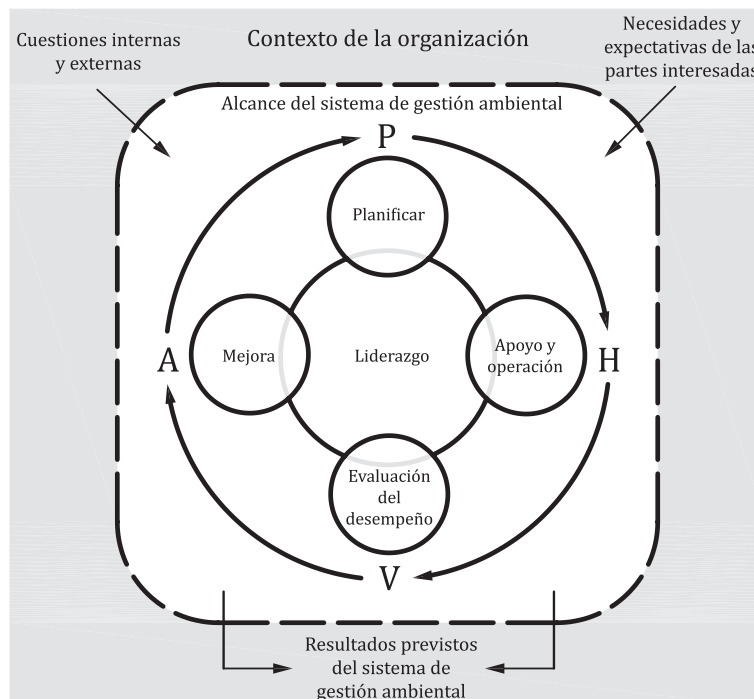 Cuestiones internas
y externas
Contexto de la organización
Necesidades y
expectativas de las
partes interesadas
Alcance del sistema de gestión ambiental
P
Planificar
A
Mejora
Liderazgo
Apoyo y
operación
H
Evaluación
del
desempeño
V
Resultados previstos
del sistema de
gestión ambiental